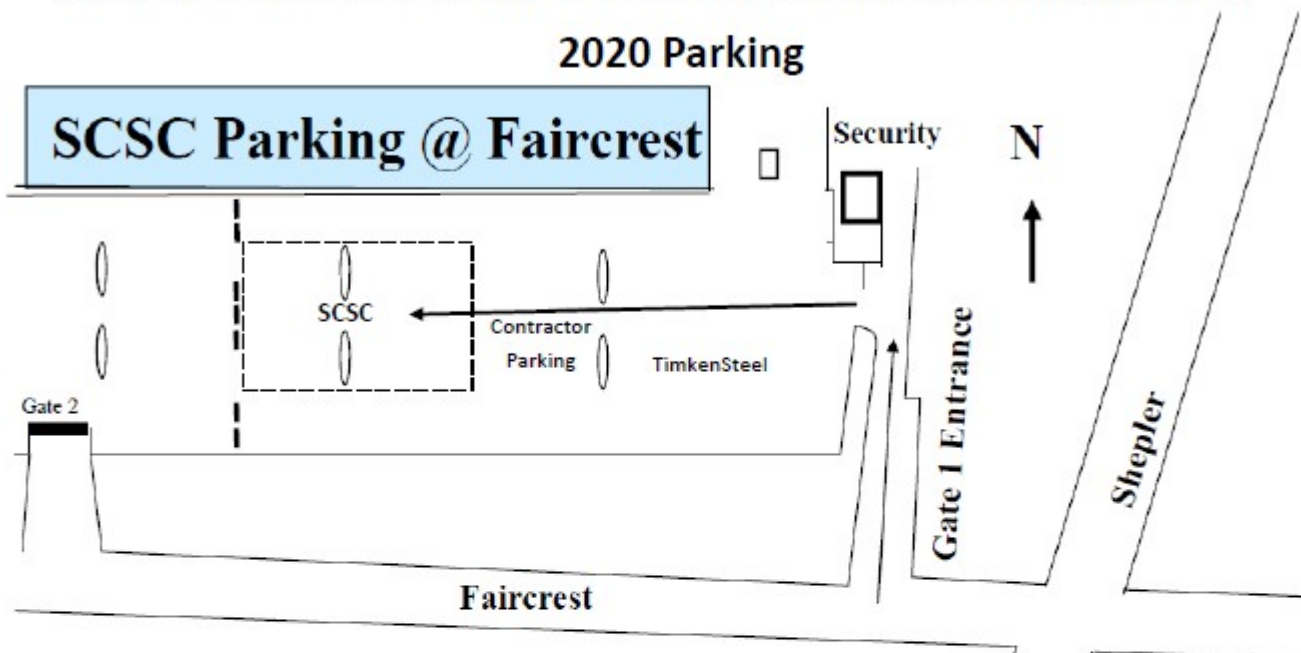 2020 Parking
SCSC Parking @ Faircrest
Security
N
SCSC
Contractor
Parking
TimkenSteel
Gate 2
Gate 1 Entrance
Shepler
Faircrest